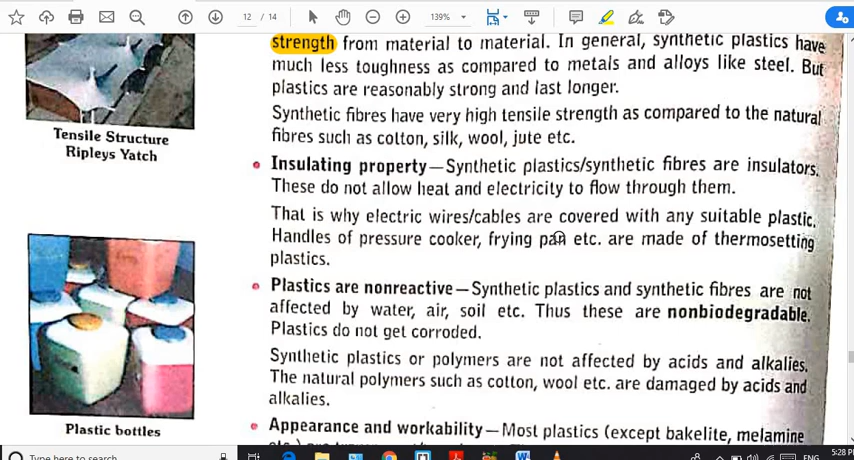 12 / 14
139%
strength from material to material. In general, synthetic plastics have
much less toughness as compared to metals and alloys like steel. But
plastics are reasonably strong and last longer.
Synthetic fibres have very high tensile strength as compared to the natural
fibres such as cotton, silk, wool, jute etc.
Tensile Structure
Ripleys Yatch
• Insulating property—Synthetic plastics/synthetic fibres are insulators.
These do not allow heat and electricity to flow through them.
That is why electric wires/cables are covered with any suitable plastic.
Handles of pressure cooker, frying pan etc. are made of thermosetting
plastics.
• Plastics are nonreactive—Synthetic plastics and synthetic fibres are not
affected by water, air, soil etc. Thus these are nonbiodegradable.
Plastics do not get corroded.
Synthetic plastics or polymers are not affected by acids and alkalies.
The natural polymers such as cotton, wool etc. are damaged by acids and
alkalies.
Plastic bottles
• Appearance and workability—Most plastics (except bakelite, melamine
Type here to search
ENG
5:28 P